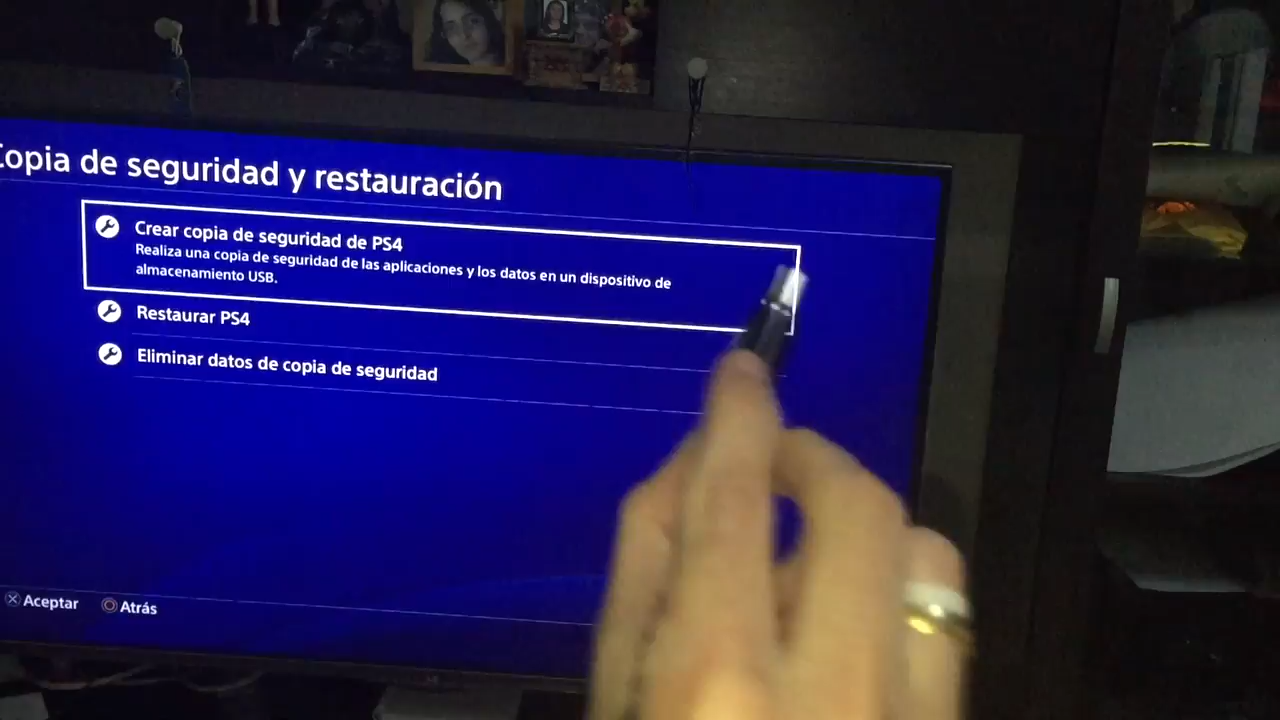 Copia de seguridad y restauración
Crear copia de seguridad de PS4
Realiza una copia de seguridad de las aplicaciones y los datos en un dispositivo de
almacenamiento USB.
Restaurar PS4
Eliminar datos de copia de seguridad
Aceptar Atrás